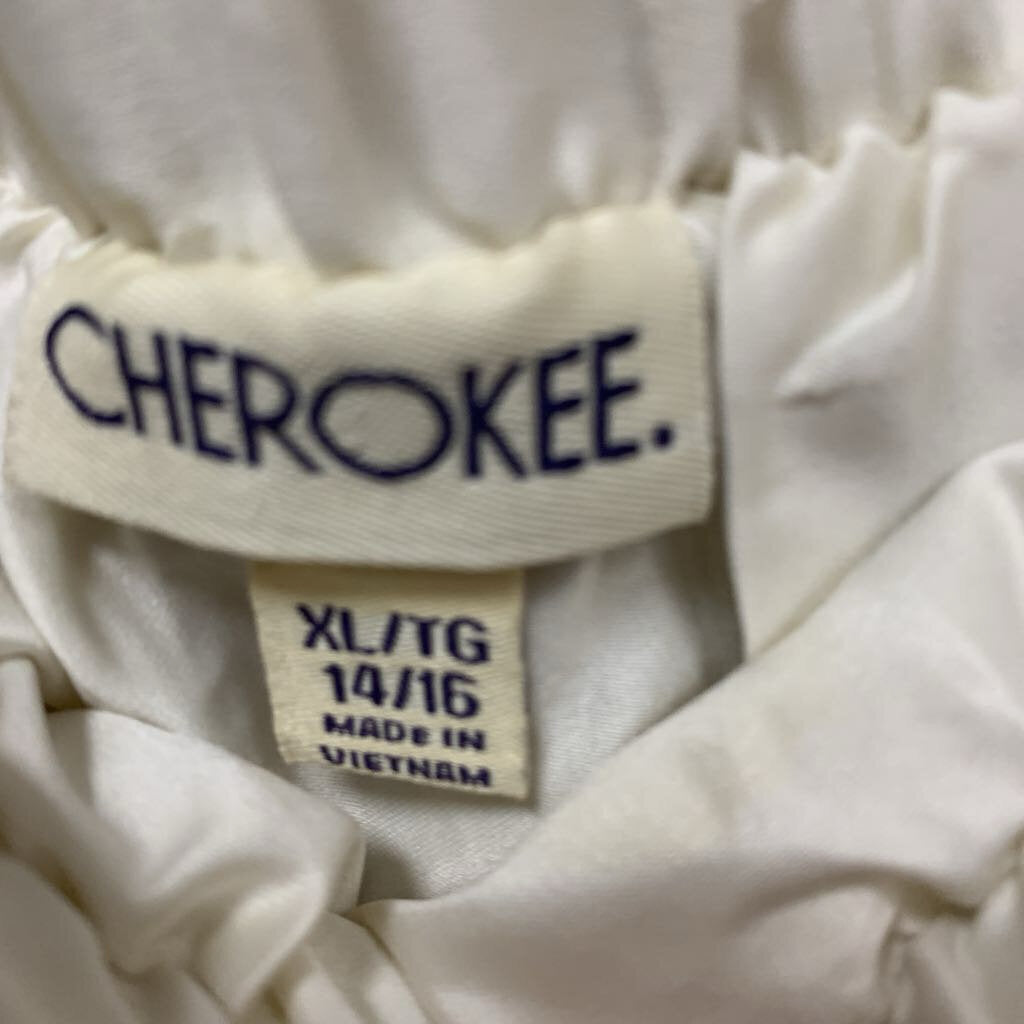 CHEROKEE.
XL/TG
14/16
MADE IN
VIETNAM